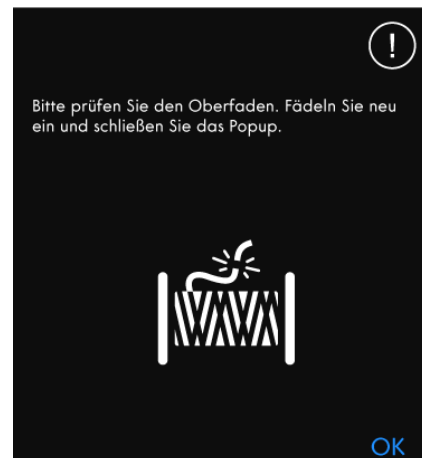 Bitte prüfen Sie den Oberfaden. Fädeln Sie neu
ein und schließen Sie das Popup.
OK